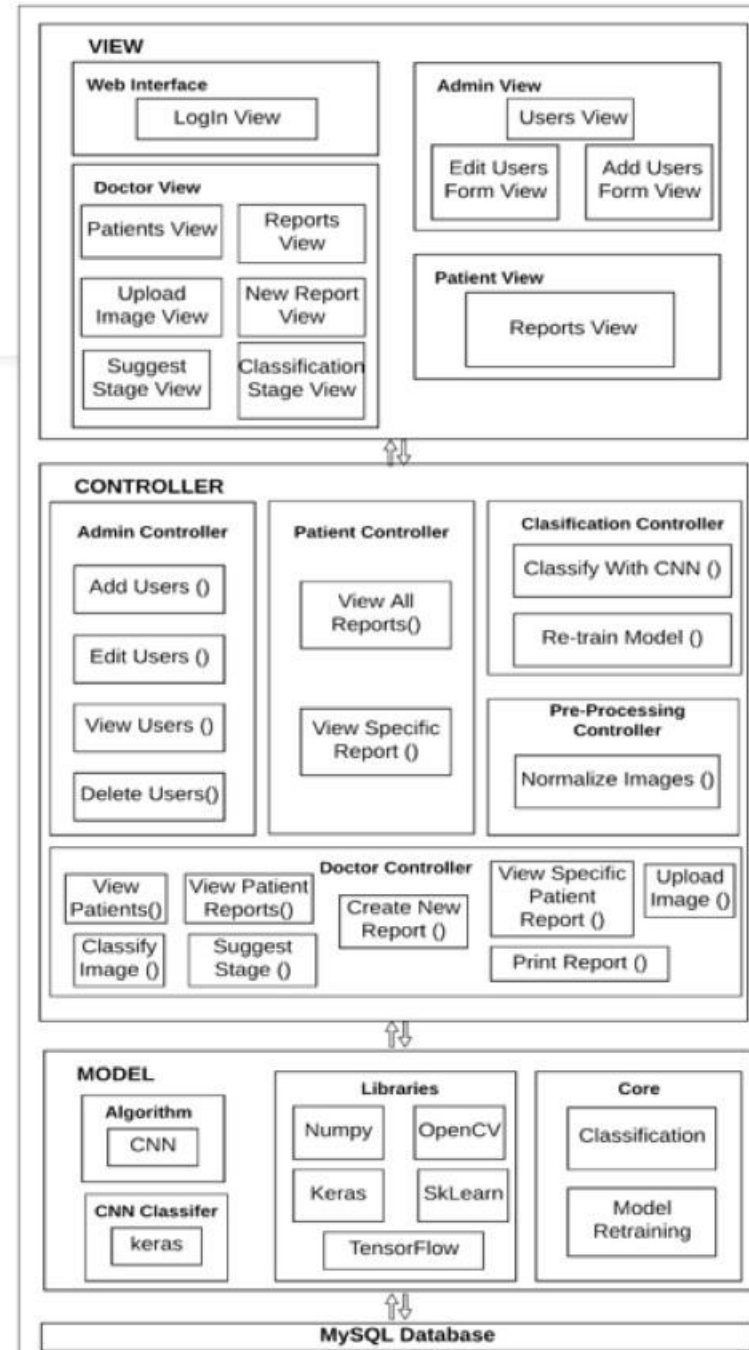 VIEW
Web Interface
LogIn View
Admin View
Users View
Edit Users
Form View
Add Users
Form View
Doctor View
Patients View
Reports
View
Upload
Image View
New Report
View
Suggest
Stage View
Classification
Stage View
Patient View
Reports View
CONTROLLER
Admin Controller
Add Users ()
Edit Users ()
View Users ()
Delete Users()
Patient Controller
View All
Reports()
View Specific
Report ()
Clasification Controller
Classify With CNN ()
Re-train Model ()
Pre-Processing
Controller
Normalize Images ()
Doctor Controller
View
Patients()
View Patient
Reports()
Create New
Report ()
View Specific
Patient
Report ()
Upload
Image ()
Classify
Image ()
Suggest
Stage ()
Print Report ()
MODEL
Algorithm
CNN
CNN Classifer
keras
Libraries
Numpy
OpenCV
Keras
SkLearn
TensorFlow
Core
Classification
Model
Retraining
MySQL Database